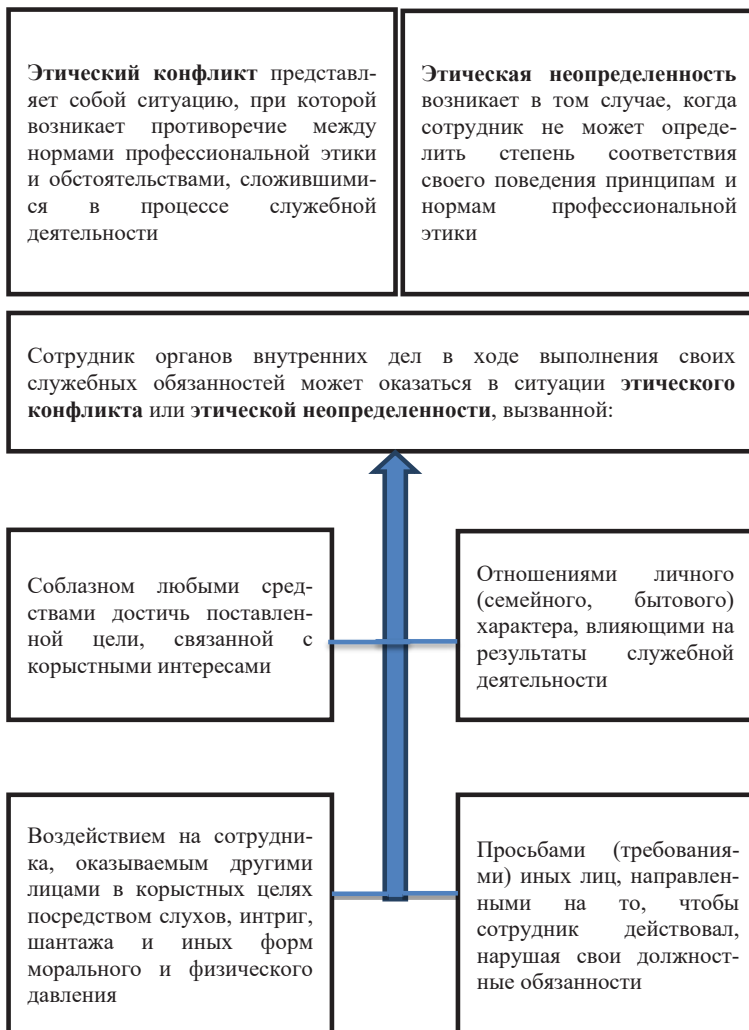 Этический конфликт представл-
яет собой ситуацию, при которой
возникает противоречие между
нормами профессиональной этики
и обстоятельствами, сложившими-
ся в процессе служебной
деятельности
Этическая неопределенность
возникает в том случае, когда
сотрудник не может опреде-
лить степень соответствия
своего поведения принципам и
нормам профессиональной
этики
Сотрудник органов внутренних дел в ходе выполнения своих
служебных обязанностей может оказаться в ситуации этического
конфликта или этической неопределенности, вызванной:
Соблазном любыми сред-
ствами достичь поставлен-
ной цели, связанной с
корыстными интересами
Отношениями личного
(семейного, бытового)
характера, влияющими на
результаты служебной
деятельности
Воздействием на сотрудни-
ка, оказываемым другими
лицами в корыстных целях
посредством слухов, интриг,
шантажа и иных форм
морального и физического
давления
Просьбами (требования-
ми) иных лиц, направлен-
ными на то, чтобы
сотрудник действовал,
нарушая свои должност-
ные обязанности